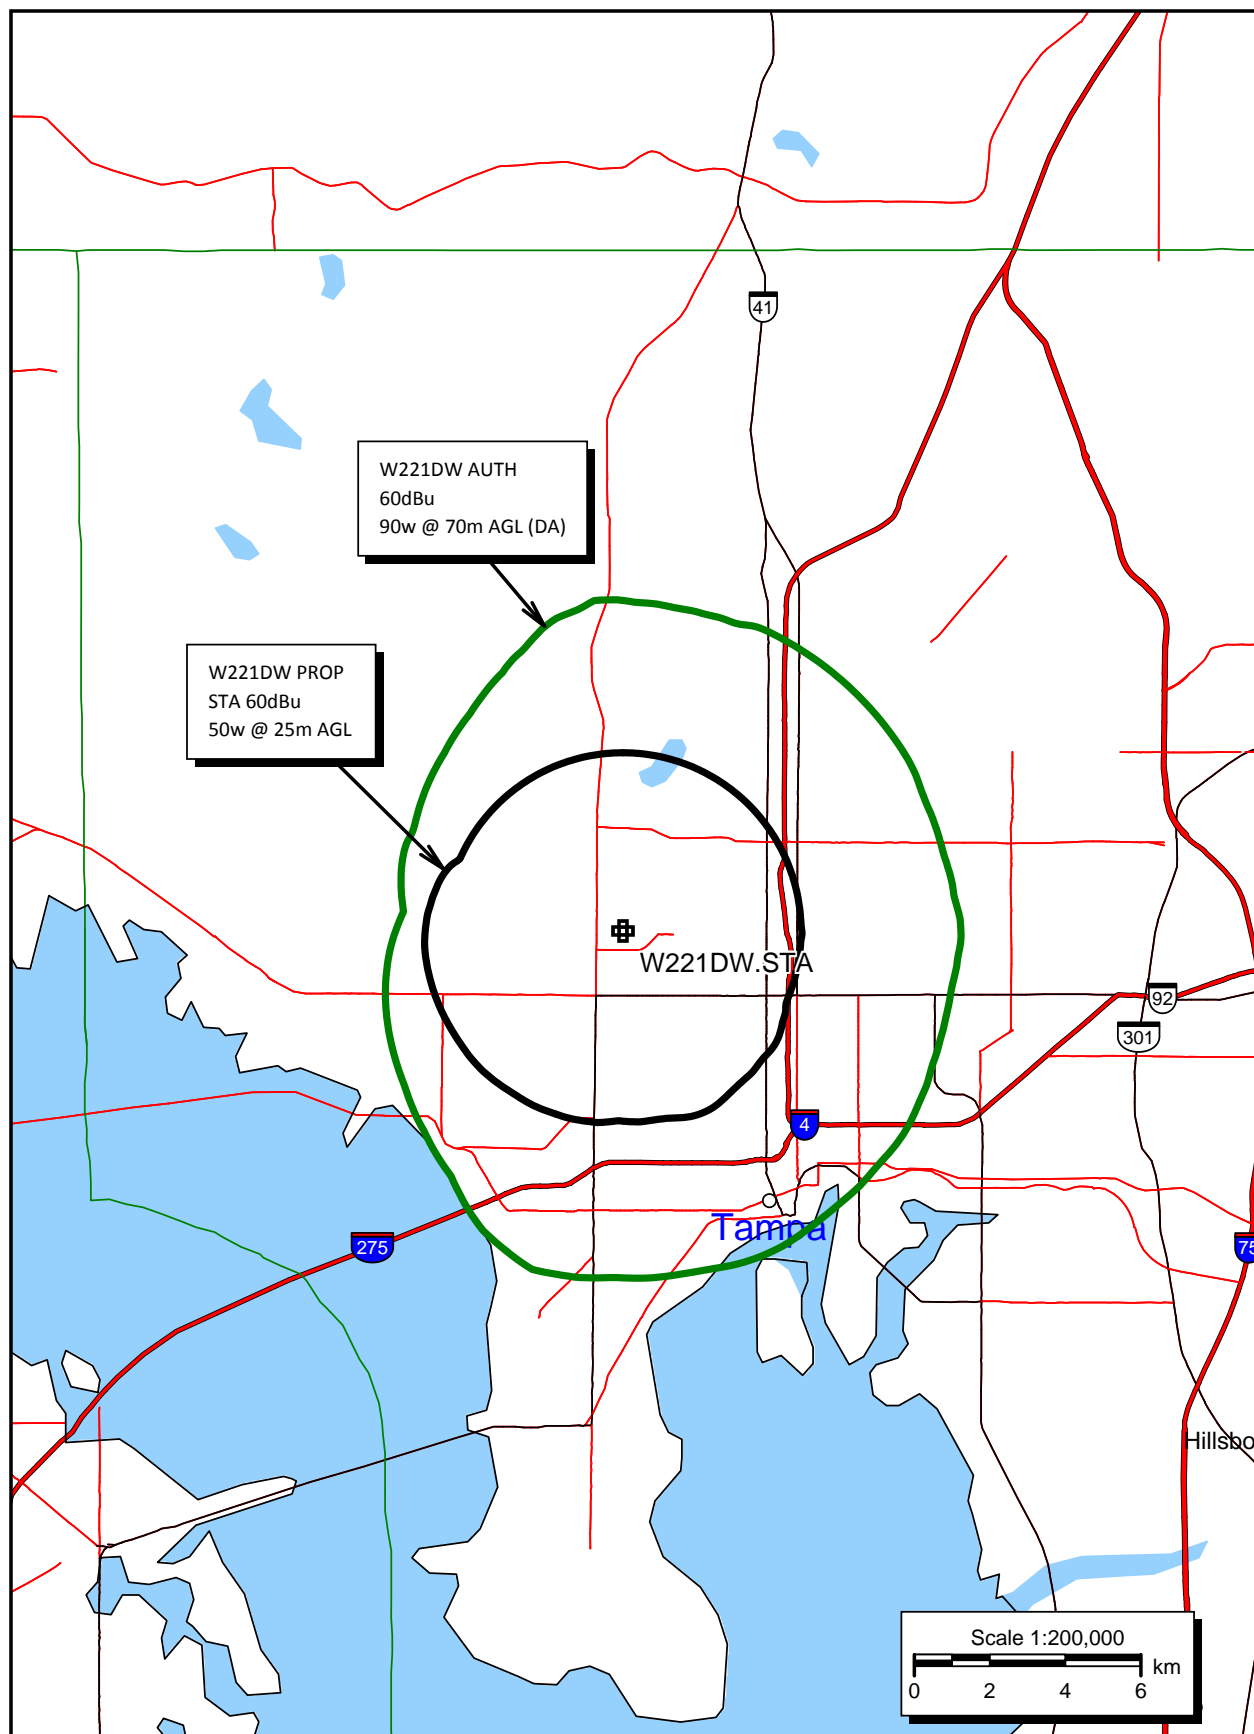 41
W221DW AUTH
60dBu
90w @ 70m AGL (DA)
W221DW PROP
STA 60dBu
50w @ 25m AGL
W221DW.STA
92
301
4
Tampa
275
75
Hillsbo
Scale 1:200,000
km
0 2 4 6